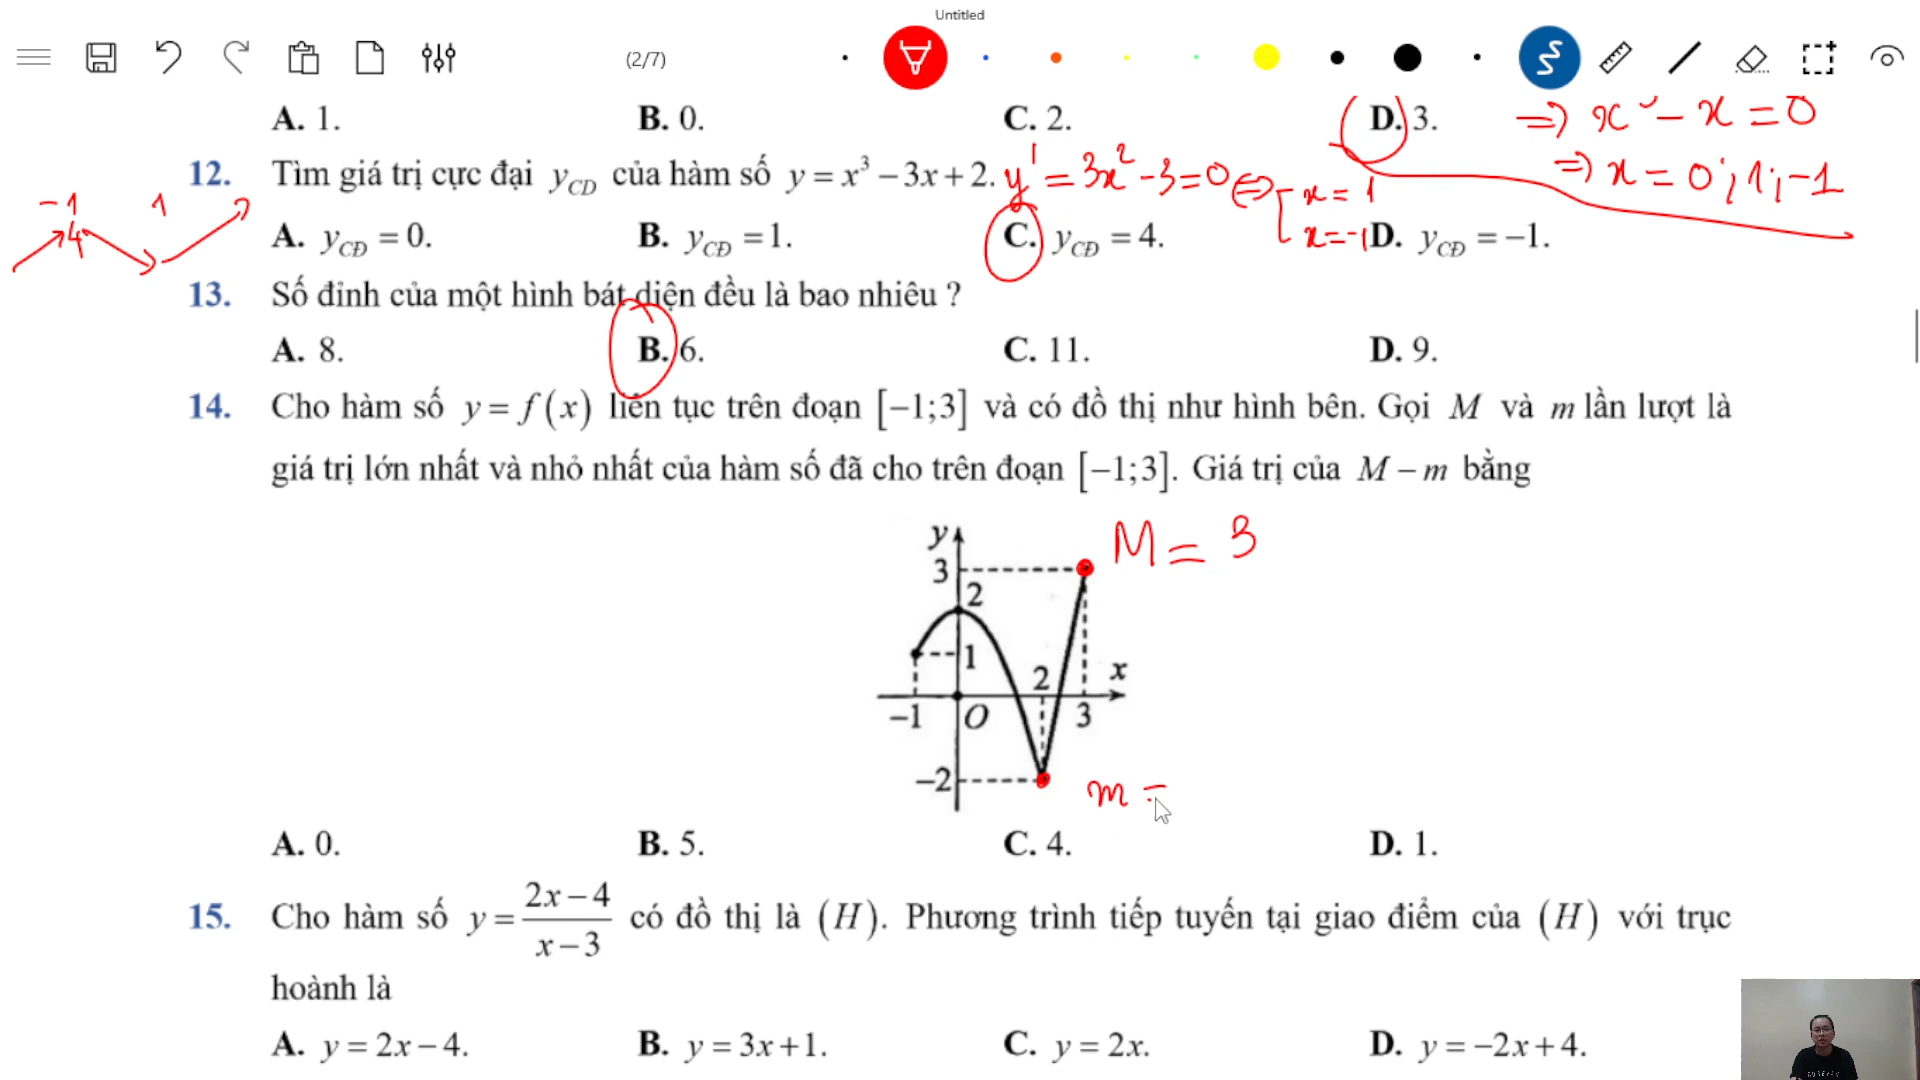 Untitled
(2/7)
A. 1. B. 0. C. 2. D. 3. => x³ - x = 0
=> x = 0; 1; -1
12. Tìm giá trị cực đại y_CD của hàm số y = x³ − 3x + 2. y' = 3x² - 3 = 0 <=> [x = 1
x = -1
-1 1
4
A. y_CĐ = 0. B. y_CĐ = 1. C. y_CĐ = 4. D. y_CĐ = −1.
13. Số đỉnh của một hình bát diện đều là bao nhiêu ?
A. 8. B. 6. C. 11. D. 9.
14. Cho hàm số y = f(x) liên tục trên đoạn [−1;3] và có đồ thị như hình bên. Gọi M và m lần lượt là
giá trị lớn nhất và nhỏ nhất của hàm số đã cho trên đoạn [−1;3]. Giá trị của M − m bằng
y
M = 3
3
2
1
2 x
−1 O 3
−2
m =
A. 0. B. 5. C. 4. D. 1.
15. Cho hàm số y = (2x − 4)/(x − 3) có đồ thị là (H). Phương trình tiếp tuyến tại giao điểm của (H) với trục
hoành là
A. y = 2x − 4. B. y = 3x + 1. C. y = 2x. D. y = −2x + 4.